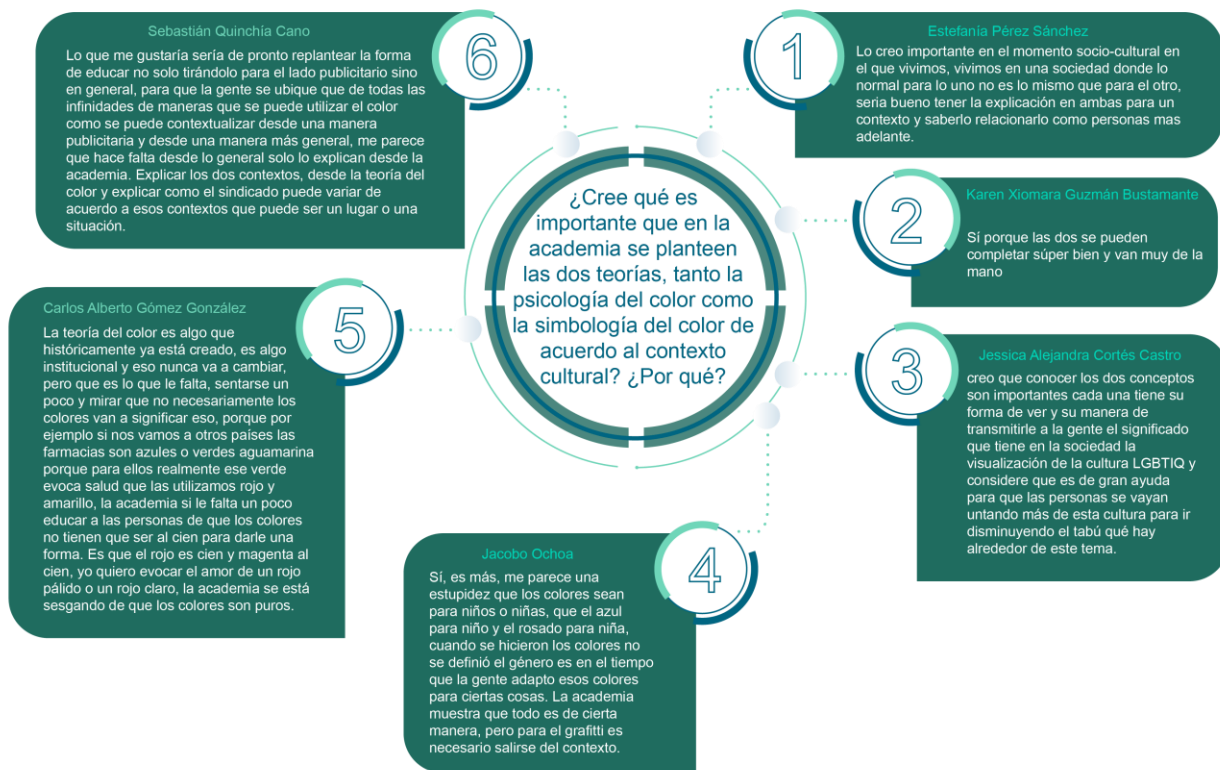 ¿Cree qué es
importante que en la
academia se planteen
las dos teorías, tanto la
psicología del color como
la simbología del color de
acuerdo al contexto
cultural? ¿Por qué?
1
Estefanía Pérez Sánchez
Lo creo importante en el momento socio-cultural en
el que vivimos, vivimos en una sociedad donde lo
normal para lo uno no es lo mismo que para el otro,
seria bueno tener la explicación en ambas para un
contexto y saberlo relacionarlo como personas mas
adelante.
2
Karen Xiomara Guzmán Bustamante
Sí porque las dos se pueden
completar súper bien y van muy de la
mano
3
Jessica Alejandra Cortés Castro
creo que conocer los dos conceptos
son importantes cada una tiene su
forma de ver y su manera de
transmitirle a la gente el significado
que tiene en la sociedad la
visualización de la cultura LGBTIQ y
considere que es de gran ayuda
para que las personas se vayan
untando más de esta cultura para ir
disminuyendo el tabú qué hay
alrededor de este tema.
4
Jacobo Ochoa
Sí, es más, me parece una
estupidez que los colores sean
para niños o niñas, que el azul
para niño y el rosado para niña,
cuando se hicieron los colores no
se definió el género es en el tiempo
que la gente adapto esos colores
para ciertas cosas. La academia
muestra que todo es de cierta
manera, pero para el grafitti es
necesario salirse del contexto.
5
Carlos Alberto Gómez González
La teoría del color es algo que
históricamente ya está creado, es algo
institucional y eso nunca va a cambiar,
pero que es lo que le falta, sentarse un
poco y mirar que no necesariamente los
colores van a significar eso, porque por
ejemplo si nos vamos a otros países las
farmacias son azules o verdes aguamarina
porque para ellos realmente ese verde
evoca salud que las utilizamos rojo y
amarillo, la academia si le falta un poco
educar a las personas de que los colores
no tienen que ser al cien para darle una
forma. Es que el rojo es cien y magenta al
cien, yo quiero evocar el amor de un rojo
pálido o un rojo claro, la academia se está
sesgando de que los colores son puros.
6
Sebastián Quinchía Cano
Lo que me gustaría sería de pronto replantear la forma
de educar no solo tirándolo para el lado publicitario sino
en general, para que la gente se ubique que de todas las
infinidades de maneras que se puede utilizar el color
como se puede contextualizar desde una manera
publicitaria y desde una manera más general, me parece
que hace falta desde lo general solo lo explican desde la
academia. Explicar los dos contextos, desde la teoría del
color y explicar como el sindicado puede variar de
acuerdo a esos contextos que puede ser un lugar o una
situación.